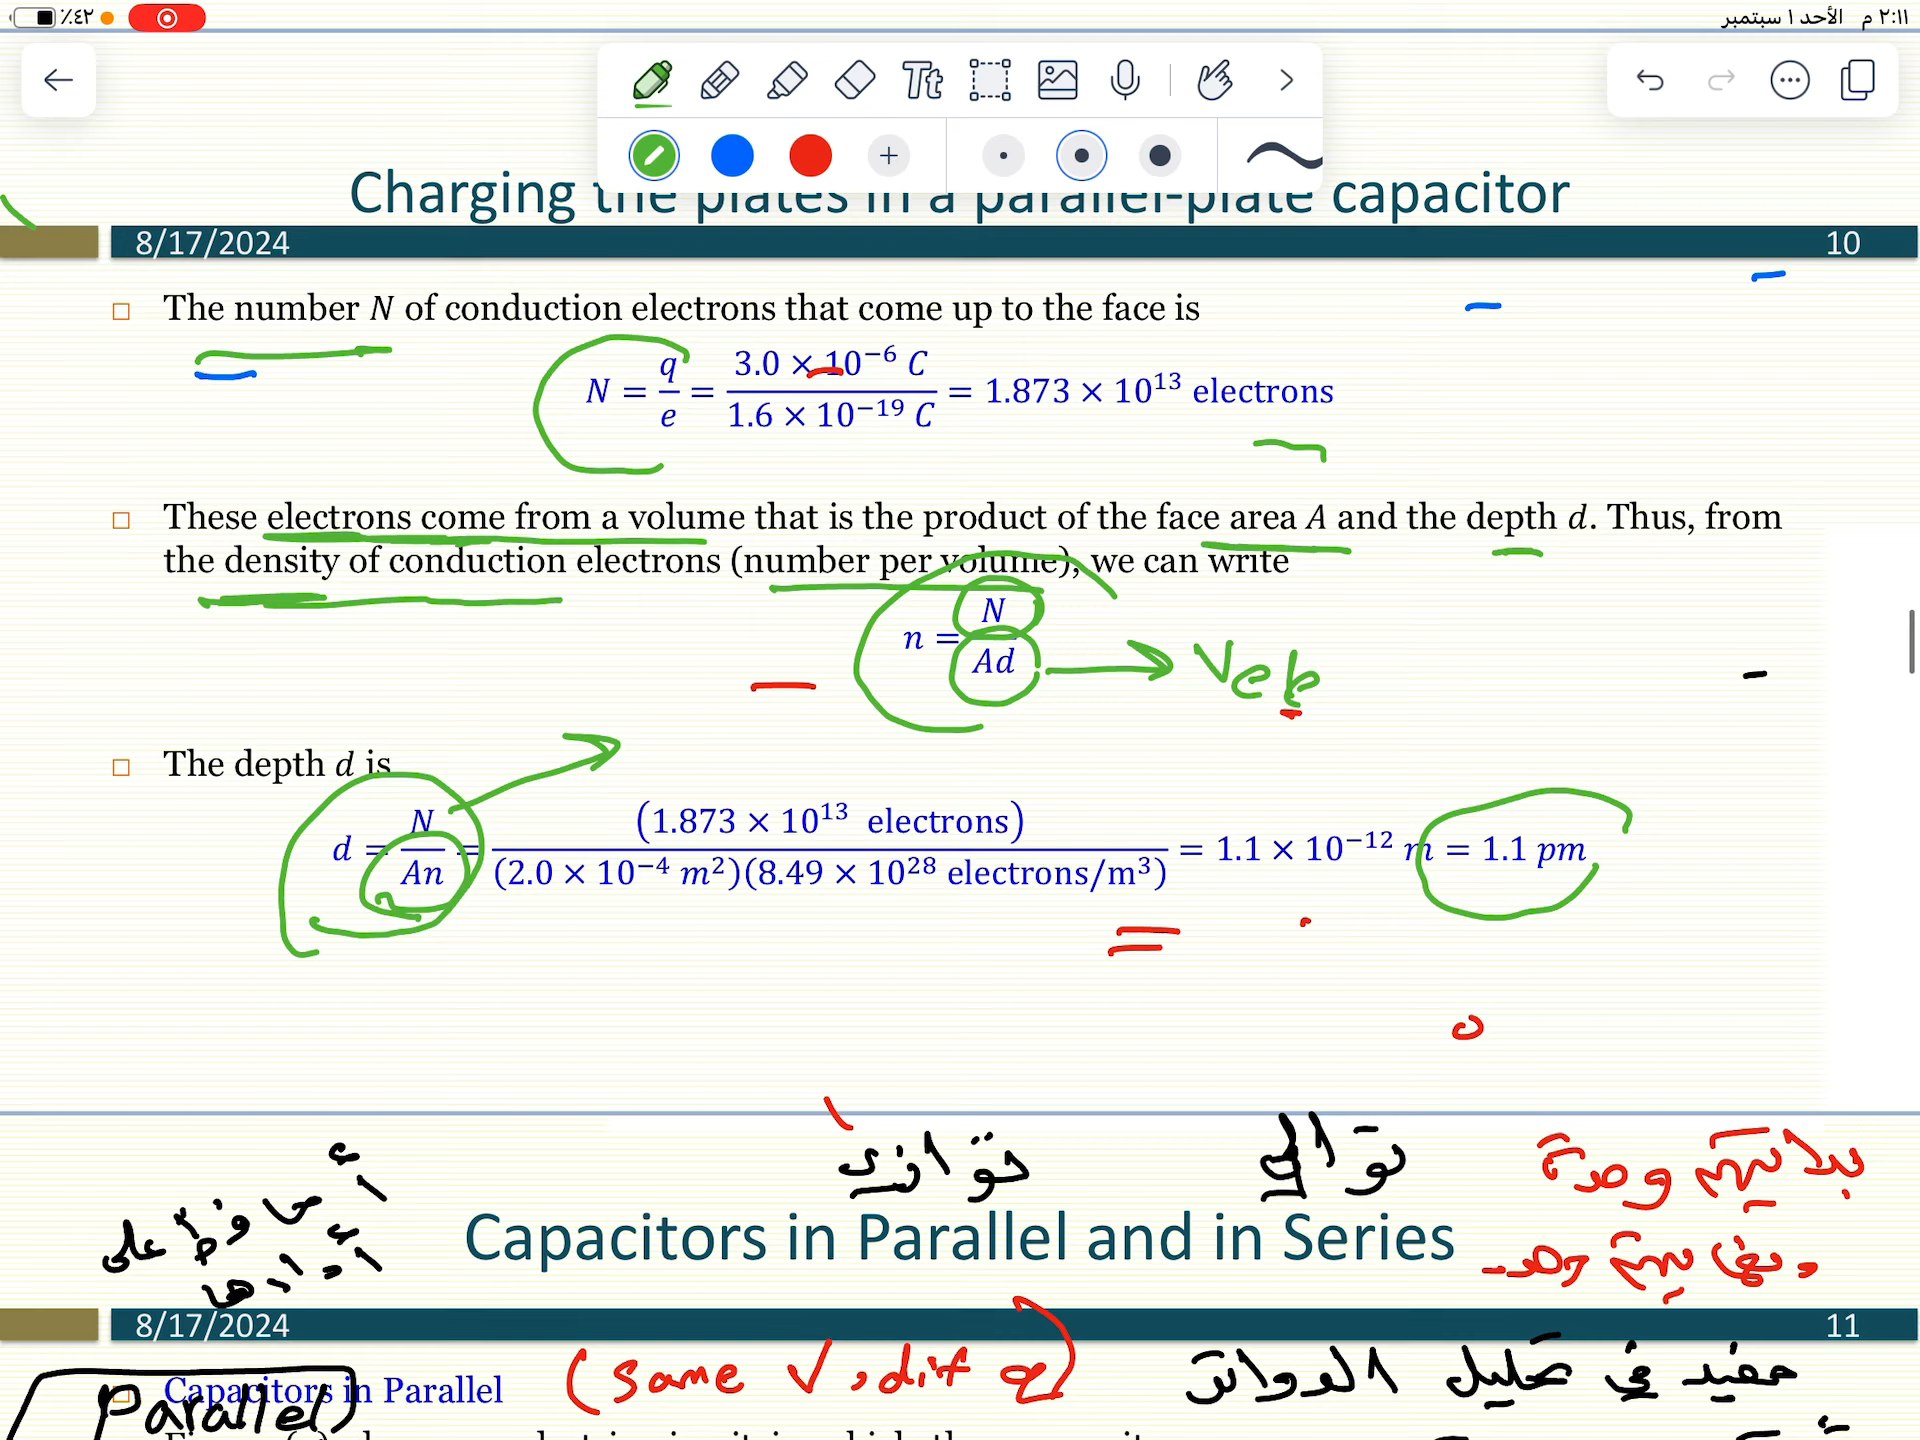 ٪٤٢
٢:١١ م الأحد ١ سبتمبر
Tt
Charging the plates in a parallel-plate capacitor
8/17/2024 10
The number N of conduction electrons that come up to the face is
N = q/e = 3.0 × 10⁻⁶ C / 1.6 × 10⁻¹⁹ C = 1.873 × 10¹³ electrons
These electrons come from a volume that is the product of the face area A and the depth d. Thus, from
the density of conduction electrons (number per volume), we can write
n = N/Ad
The depth d is
d = N/An = (1.873 × 10¹³ electrons) / (2.0 × 10⁻⁴ m²)(8.49 × 10²⁸ electrons/m³) = 1.1 × 10⁻¹² m = 1.1 pm
توازي
توالي
Capacitors in Parallel and in Series
8/17/2024 11
(same V, dif q)
مفيد في تحليل الدوائر
Capacitors in Parallel
Parallel